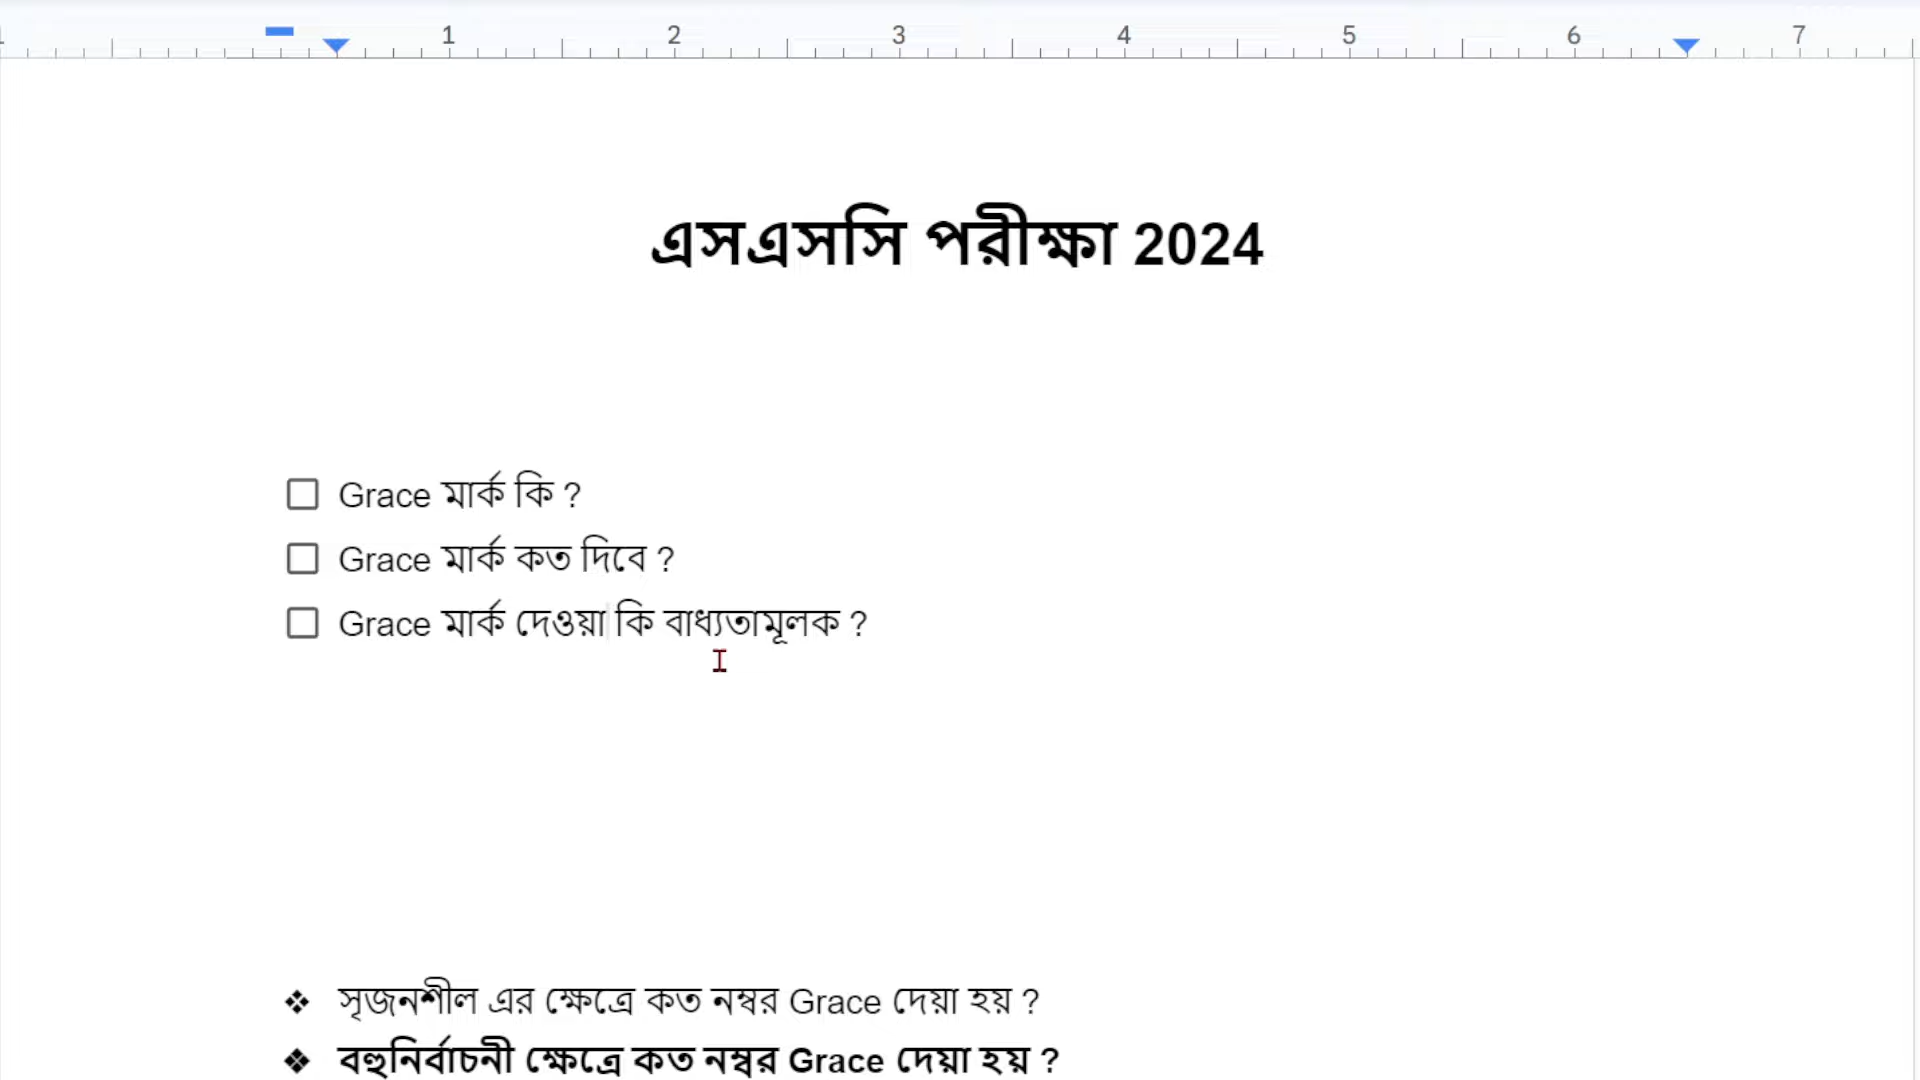 1 2 3 4 5 6 7
এসএসসি পরীক্ষা 2024
Grace মার্ক কি ?
Grace মার্ক কত দিবে ?
Grace মার্ক দেওয়া কি বাধ্যতামূলক ?
❖ সৃজনশীল এর ক্ষেত্রে কত নম্বর Grace দেয়া হয় ?
❖ বহুনির্বাচনী ক্ষেত্রে কত নম্বর Grace দেয়া হয় ?